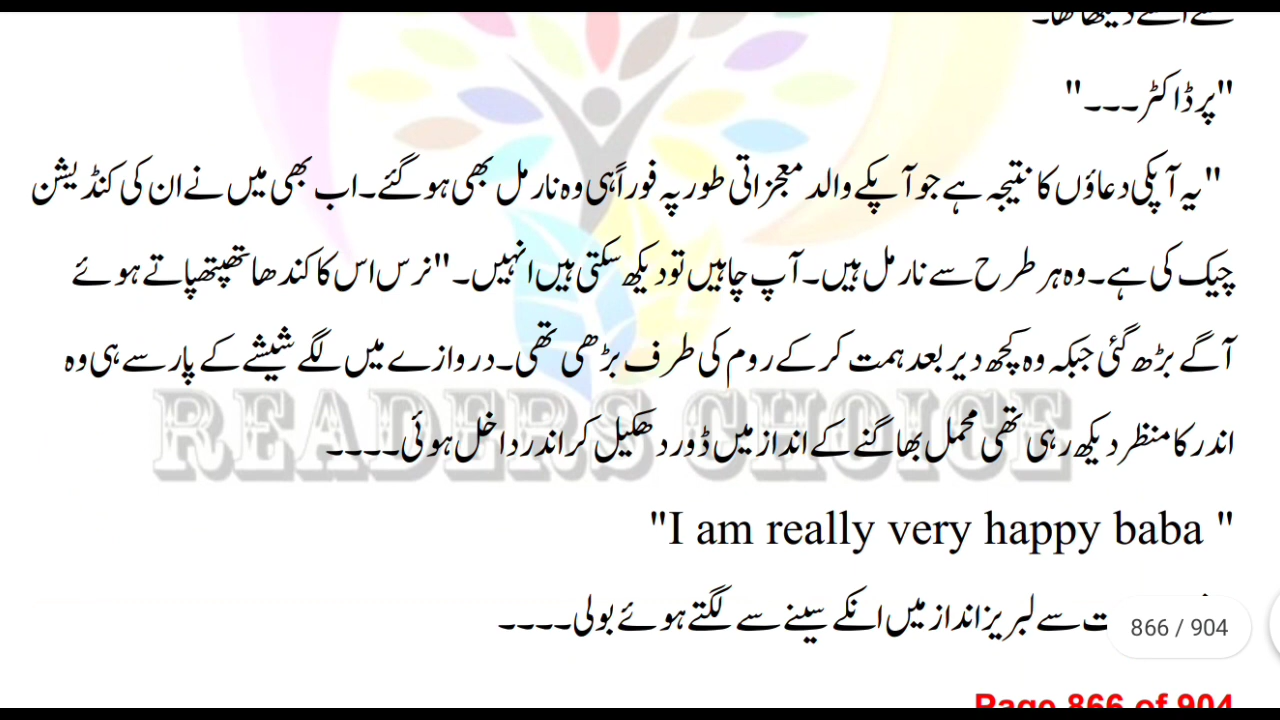 "پر ڈاکٹر۔۔۔"
"یہ آپکی دعاؤں کا نتیجہ ہے جو آپکے والد معجزاتی طور پہ فوراً ہی وہ نارمل بھی ہو گئے۔ اب بھی میں نے ان کی کنڈیشن
چیک کی ہے۔ وہ ہر طرح سے نارمل ہیں۔ آپ چاہیں تو دیکھ سکتی ہیں انہیں۔" نرس اس کا کندھا تھپتھپاتے ہوئے
آگے بڑھ گئی جبکہ وہ کچھ دیر بعد ہمت کر کے روم کی طرف بڑھی تھی۔ دروازے میں لگے شیشے کے پار سے ہی وہ
اندر کا منظر دیکھ رہی تھی محمل بھاگنے کے انداز میں ڈور دھکیل کر اندر داخل ہوئی۔۔۔۔
READERS CHOICE
"I am really very happy baba "
سے لبریز انداز میں انکے سینے سے لگتے ہوئے بولی۔۔۔۔
866 / 904
Page 866 of 904